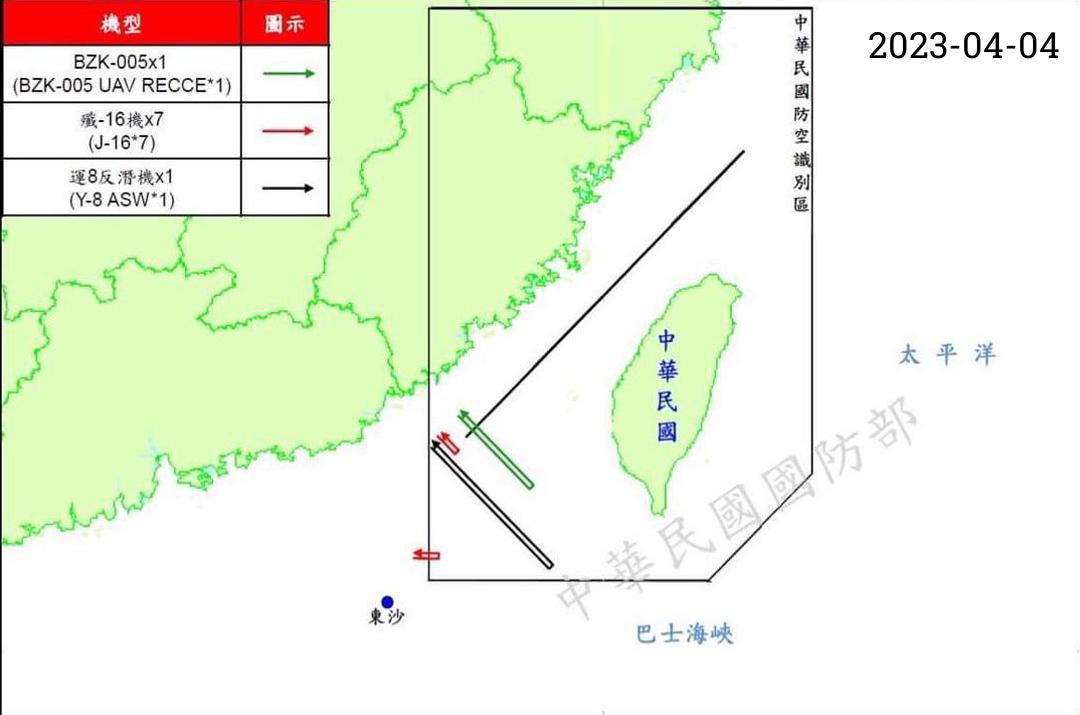 機型 圖示
BZK-005x1
(BZK-005 UAV RECCE*1)
殲-16機x7
(J-16*7)
運8反潛機x1
(Y-8 ASW*1)
2023-04-04
中華民國防空識別區
中華民國
太平洋
中華民國國防部
東沙
巴士海峽